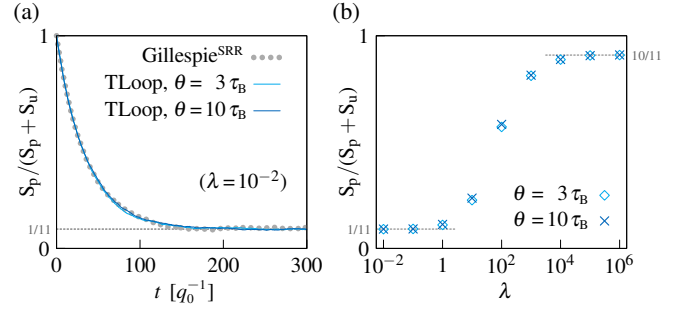 (a)
1
Gillespie^SRR
TLoop, θ = 3 τ_B
TLoop, θ = 10 τ_B
S_p/(S_p + S_u)
(λ = 10^−2)
1/11
0
0 100 200 300
t [q_0^−1]
(b)
1
10/11
S_p/(S_p + S_u)
θ = 3 τ_B
θ = 10 τ_B
1/11
0
10^−2 1 10^2 10^4 10^6
λ